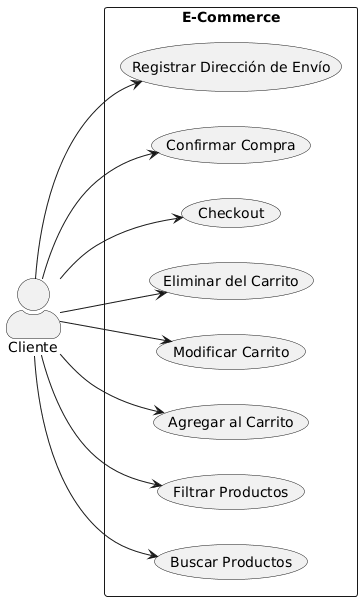 E-Commerce
Registrar Dirección de Envío
Confirmar Compra
Checkout
Eliminar del Carrito
Cliente
Modificar Carrito
Agregar al Carrito
Filtrar Productos
Buscar Productos